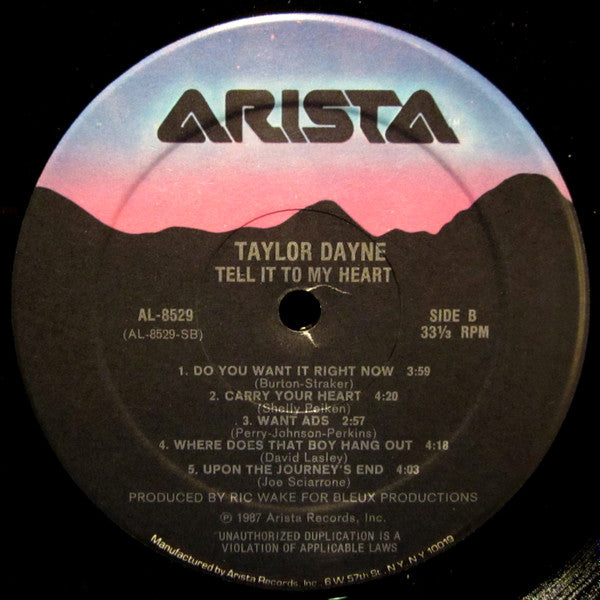 ARISTA
TAYLOR DAYNE
TELL IT TO MY HEART
AL-8529
(AL-8529-SB)
SIDE B
33⅓ RPM
1. DO YOU WANT IT RIGHT NOW 3:59
(Burton-Straker)
2. CARRY YOUR HEART 4:20
(Shelly Peiken)
3. WANT ADS 2:57
(Perry-Johnson-Perkins)
4. WHERE DOES THAT BOY HANG OUT 4:18
(David Lasley)
5. UPON THE JOURNEY'S END 4:03
(Joe Sciarrone)
PRODUCED BY RIC WAKE FOR BLEUX PRODUCTIONS
℗ 1987 Arista Records, Inc.
UNAUTHORIZED DUPLICATION IS A
VIOLATION OF APPLICABLE LAWS
Manufactured by Arista Records, Inc., 6 W 57th St., N.Y., N.Y. 10019